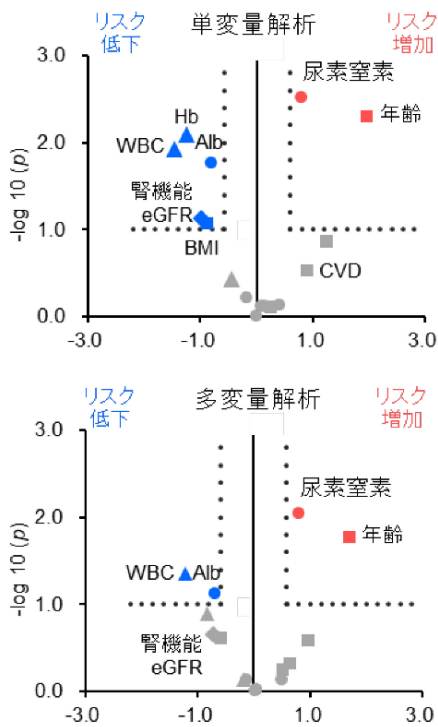 リスク
低下
単変量解析
リスク
増加
3.0
尿素窒素
Hb
年齢
2.0
WBC
Alb
腎機能
eGFR
1.0
BMI
CVD
0.0
-log 10 (p)
-3.0
-1.0
1.0
3.0
リスク
低下
多変量解析
リスク
増加
3.0
尿素窒素
2.0
年齢
WBC
Alb
1.0
腎機能
eGFR
0.0
-log 10 (p)
-3.0
-1.0
1.0
3.0